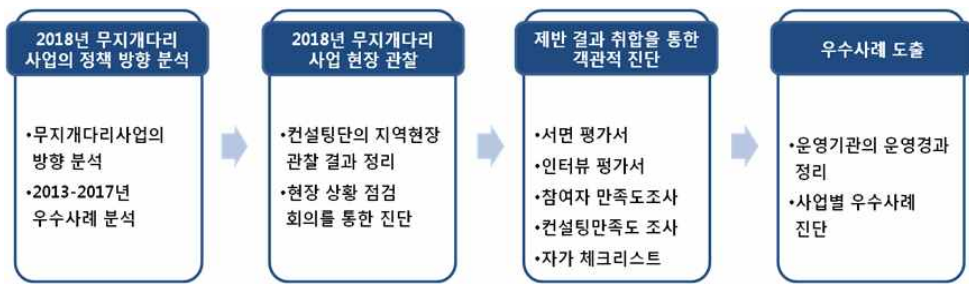 2018년 무지개다리
사업의 정책 방향 분석
•무지개다리사업의
방향 분석
•2013-2017년
우수사례 분석
2018년 무지개다리
사업 현장 관찰
•컨설팅단의 지역현장
관찰 결과 정리
•현장 상황 점검
회의를 통한 진단
제반 결과 취합을 통한
객관적 진단
•서면 평가서
•인터뷰 평가서
•참여자 만족도조사
•컨설팅만족도 조사
•자가 체크리스트
우수사례 도출
•운영기관의 운영경과
정리
•사업별 우수사례
진단